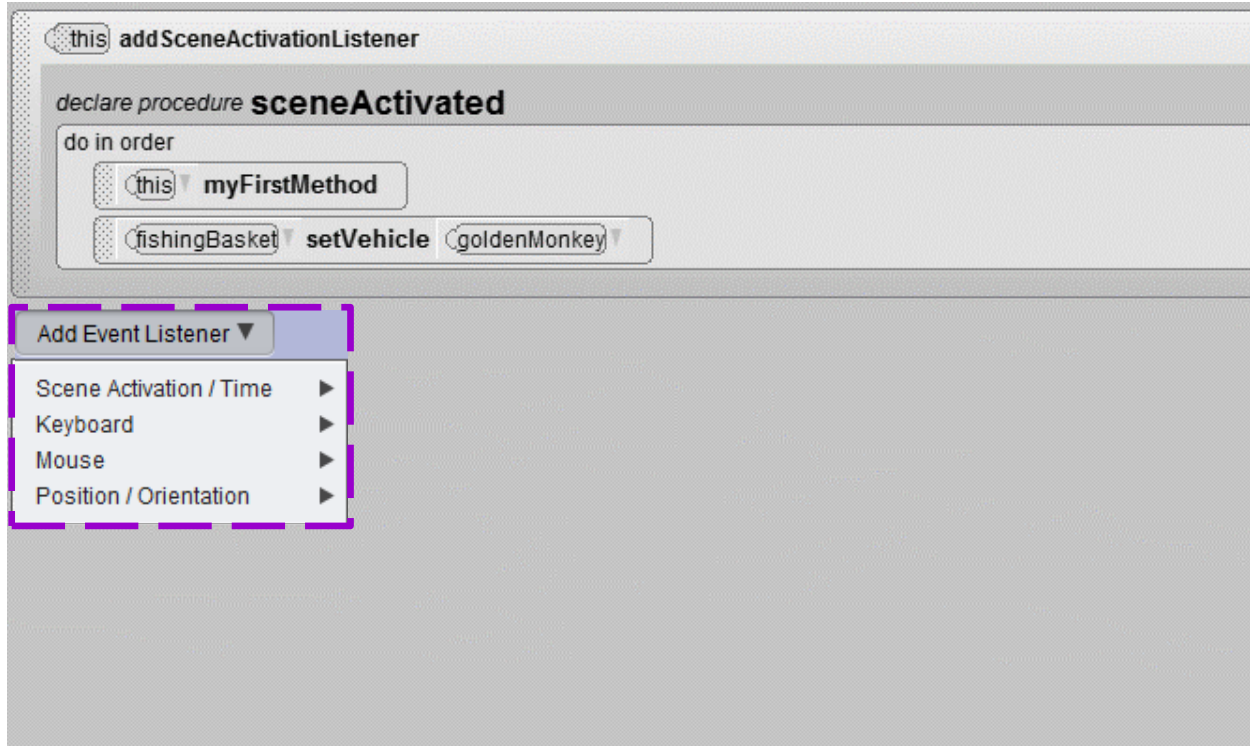 this addSceneActivationListener
declare procedure sceneActivated
do in order
this myFirstMethod
fishingBasket setVehicle goldenMonkey
Add Event Listener
Scene Activation / Time
Keyboard
Mouse
Position / Orientation